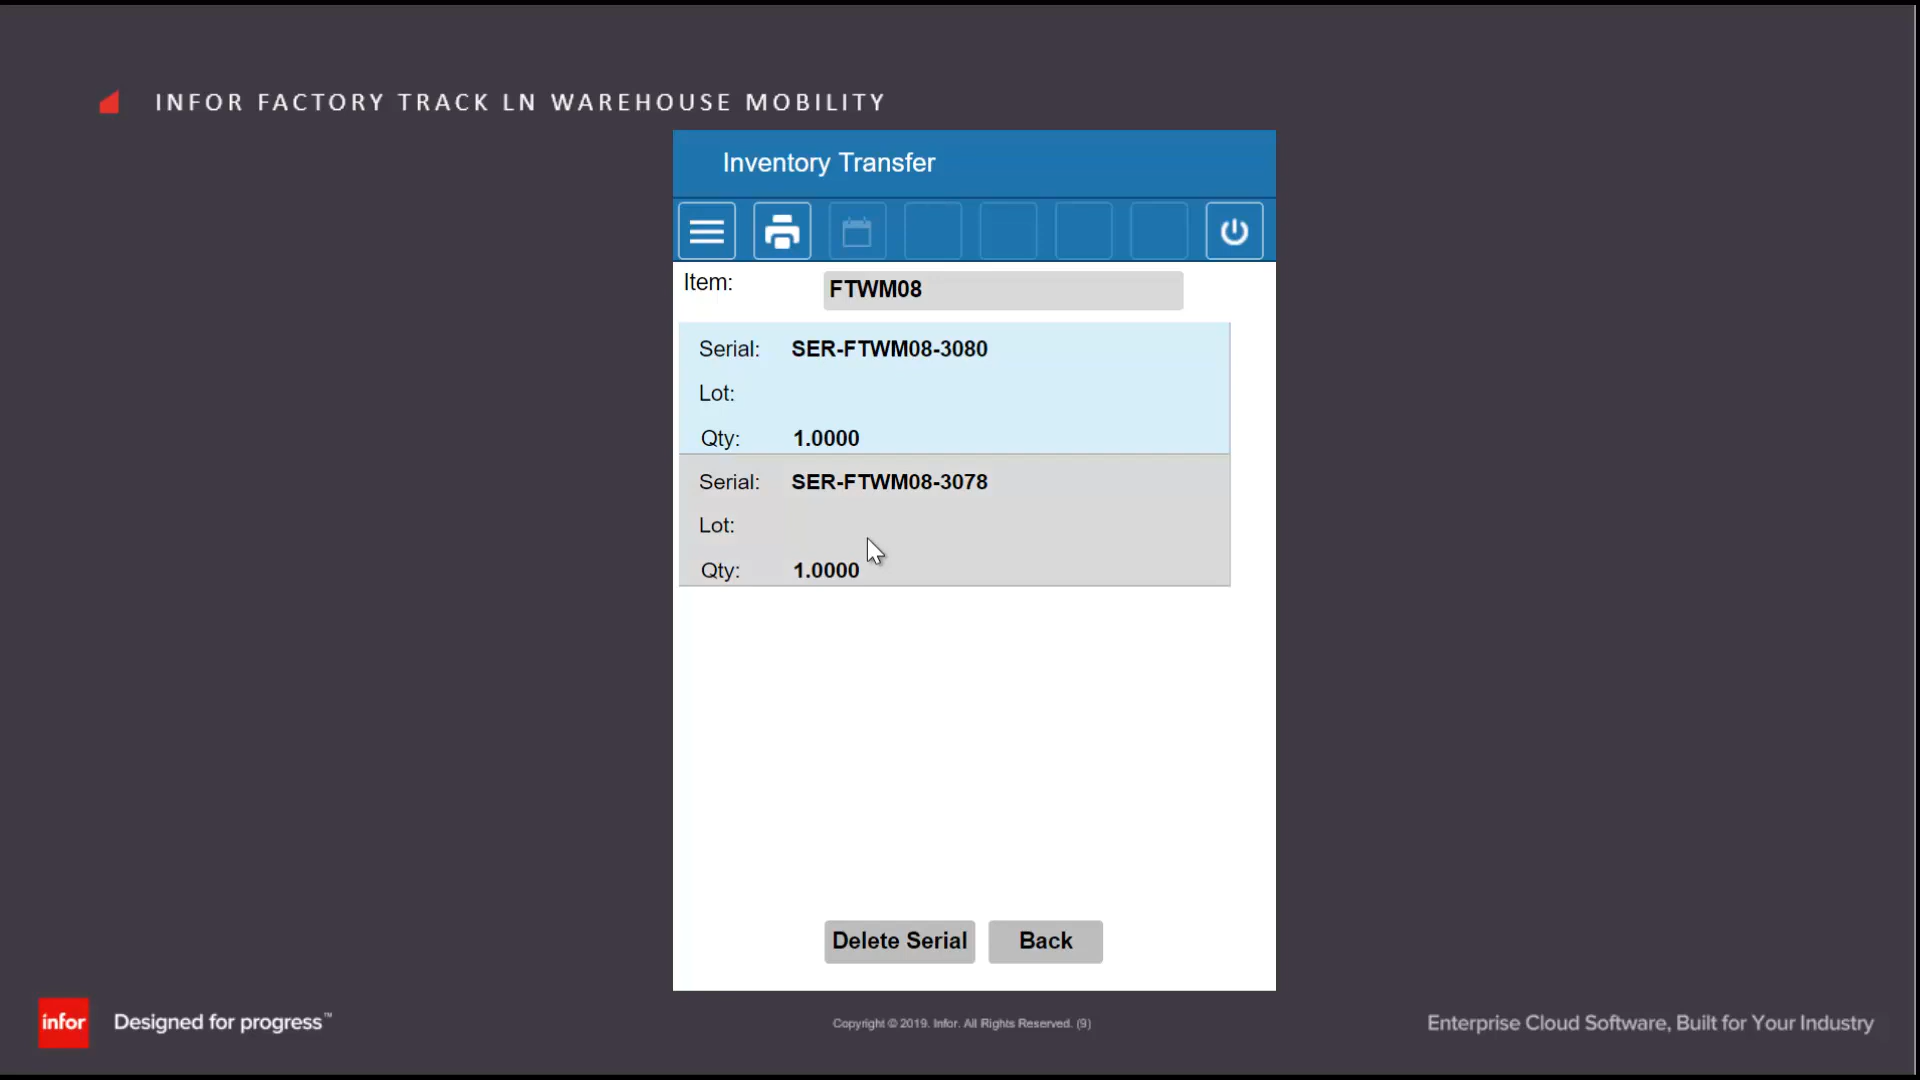 INFOR FACTORY TRACK LN WAREHOUSE MOBILITY
Inventory Transfer
Item: FTWM08
Serial: SER-FTWM08-3080
Lot:
Qty: 1.0000
Serial: SER-FTWM08-3078
Lot:
Qty: 1.0000
Delete Serial Back
infor Designed for progress™
Copyright © 2019. Infor. All Rights Reserved. (9)
Enterprise Cloud Software, Built for Your Industry